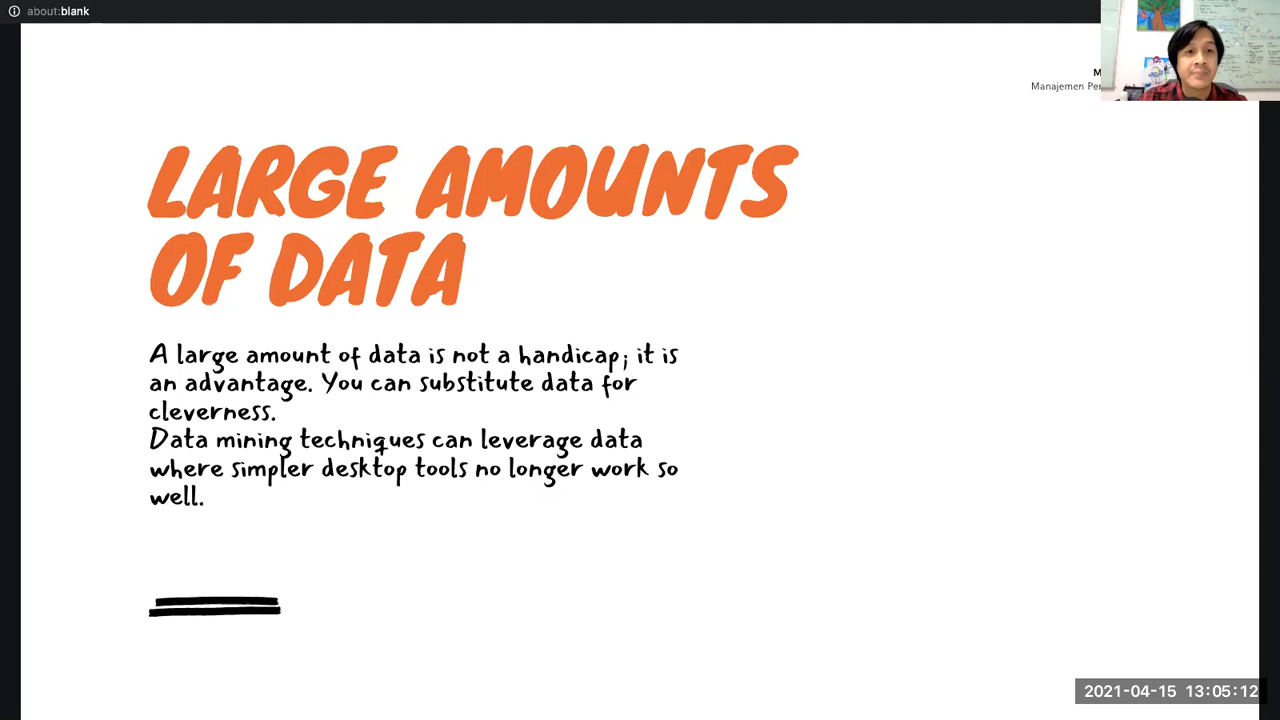 about:blank
Manajemen
LARGE AMOUNTS
OF DATA
A large amount of data is not a handicap; it is
an advantage. You can substitute data for
cleverness.
Data mining techniques can leverage data
where simpler desktop tools no longer work so
well.
2021-04-15 13:05:12